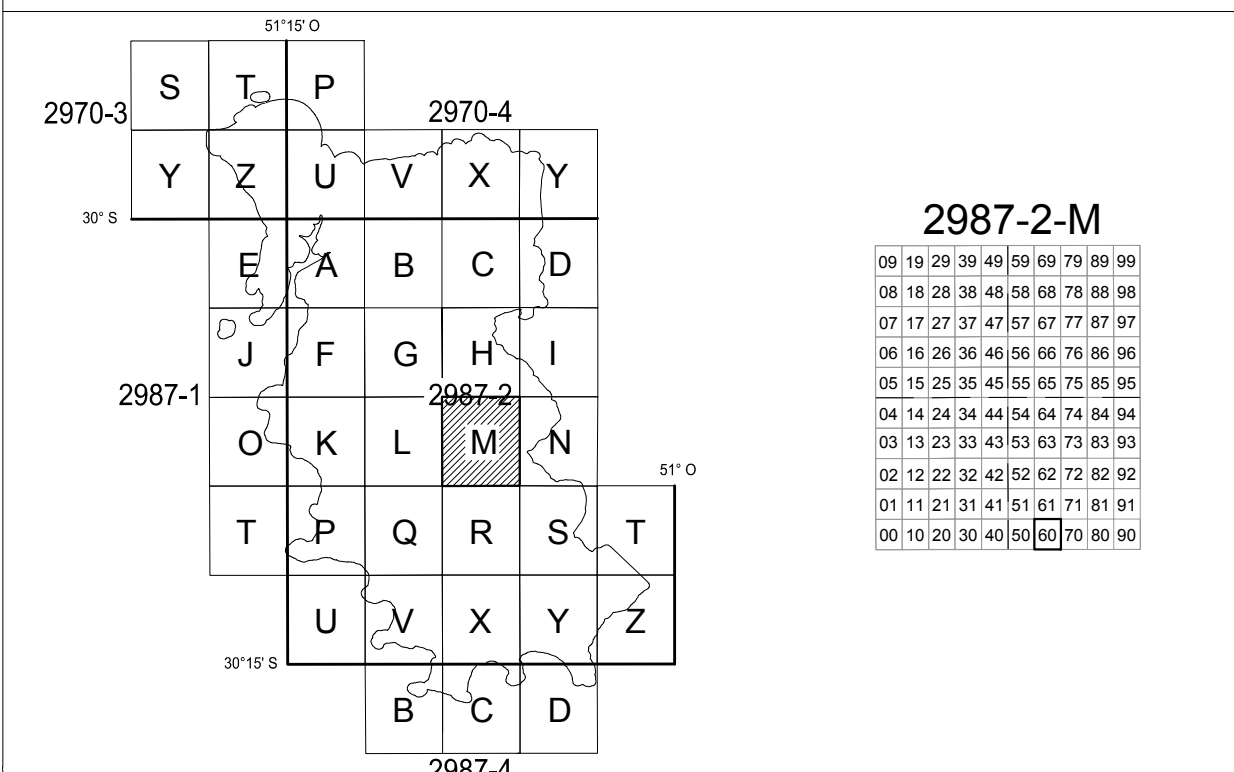 51°15' O
S T P
2970-3 2970-4
Y Z U V X Y
30° S
E A B C D
J F G H I
2987-1 2987-2
O K L M N
51° O
T P Q R S T
U V X Y Z
30°15' S
B C D
2987-4
2987-2-M
09 19 29 39 49 59 69 79 89 99
08 18 28 38 48 58 68 78 88 98
07 17 27 37 47 57 67 77 87 97
06 16 26 36 46 56 66 76 86 96
05 15 25 35 45 55 65 75 85 95
04 14 24 34 44 54 64 74 84 94
03 13 23 33 43 53 63 73 83 93
02 12 22 32 42 52 62 72 82 92
01 11 21 31 41 51 61 71 81 91
00 10 20 30 40 50 60 70 80 90